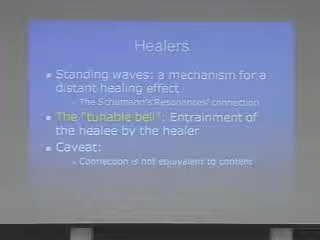 Healers
Standing waves: a mechanism for a
distant healing effect
The Schumann's Resonances' connection
The "tunable bell": Entrainment of
the healee by the healer
Caveat:
Connection is not equivalent to content